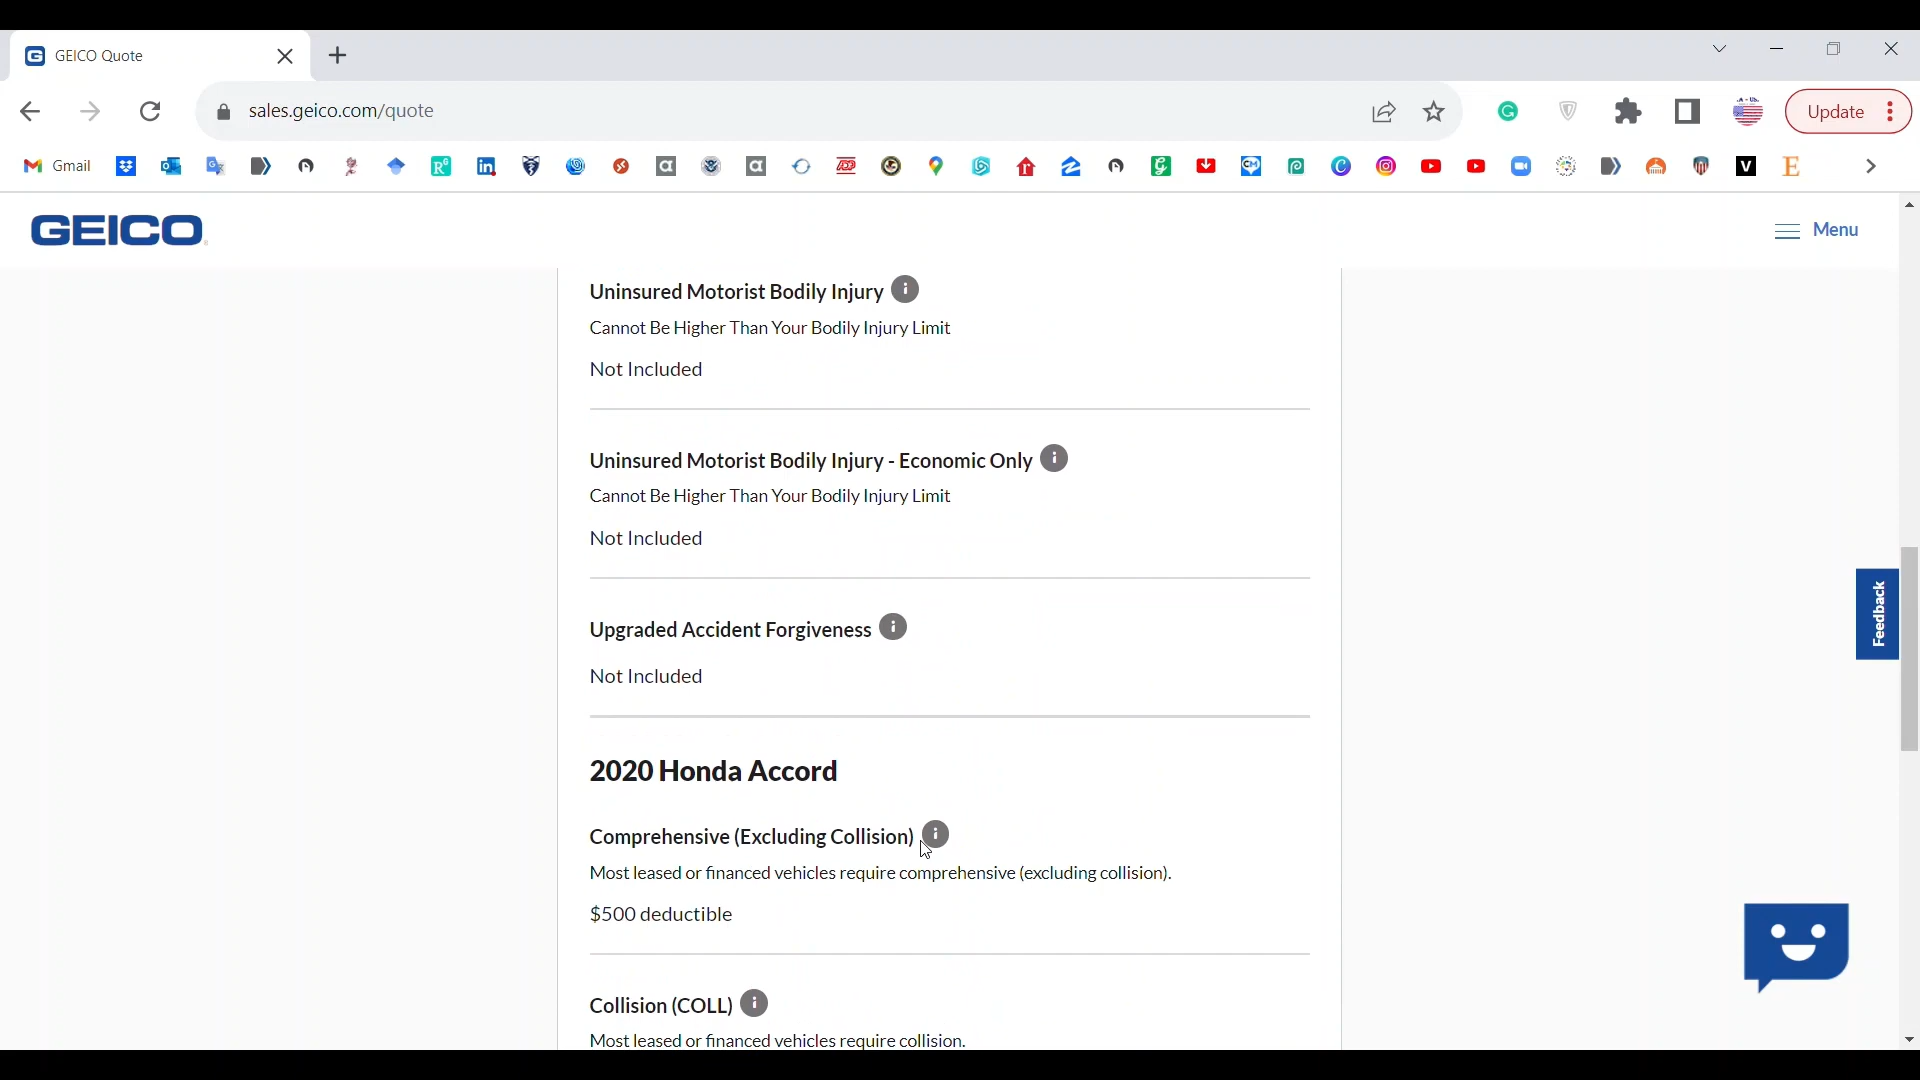 GEICO Quote
sales.geico.com/quote
Update
Gmail
GEICO
Menu
Uninsured Motorist Bodily Injury
Cannot Be Higher Than Your Bodily Injury Limit
Not Included
Uninsured Motorist Bodily Injury - Economic Only
Cannot Be Higher Than Your Bodily Injury Limit
Not Included
Upgraded Accident Forgiveness
Not Included
2020 Honda Accord
Comprehensive (Excluding Collision)
Most leased or financed vehicles require comprehensive (excluding collision).
$500 deductible
Collision (COLL)
Most leased or financed vehicles require collision.
Feedback